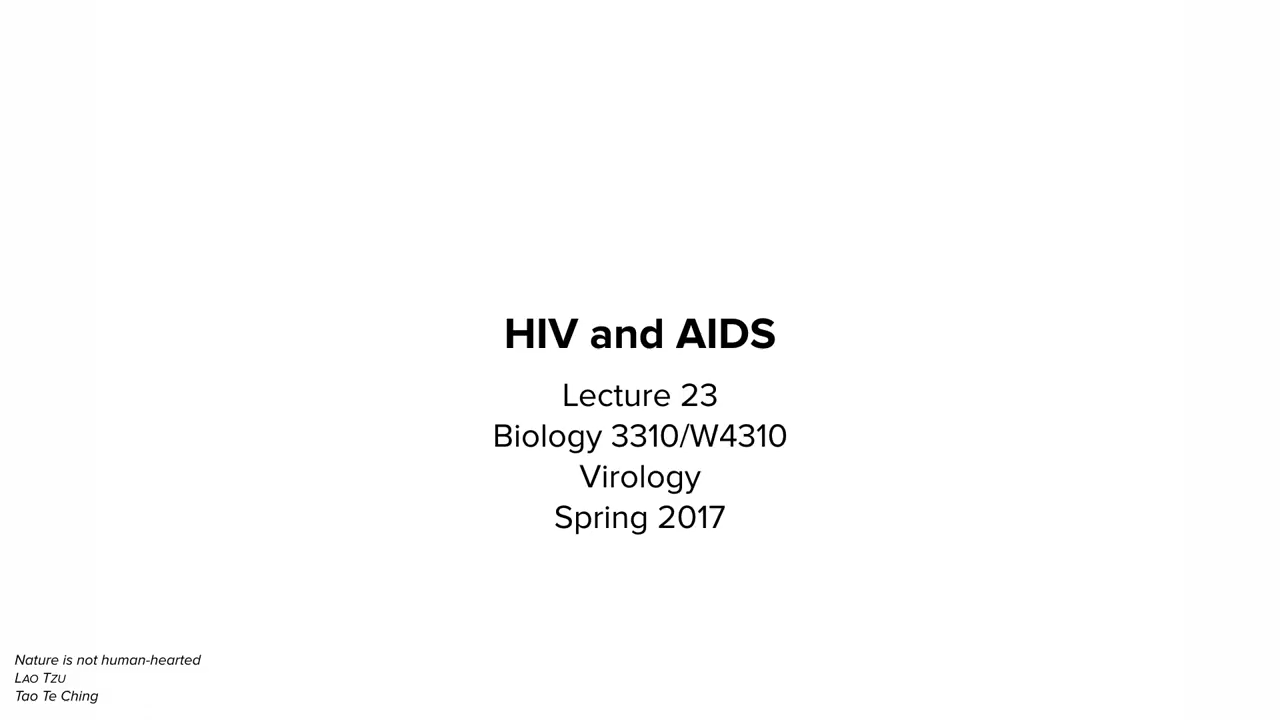 HIV and AIDS
Lecture 23
Biology 3310/W4310
Virology
Spring 2017
Nature is not human-hearted
LAO TZU
Tao Te Ching